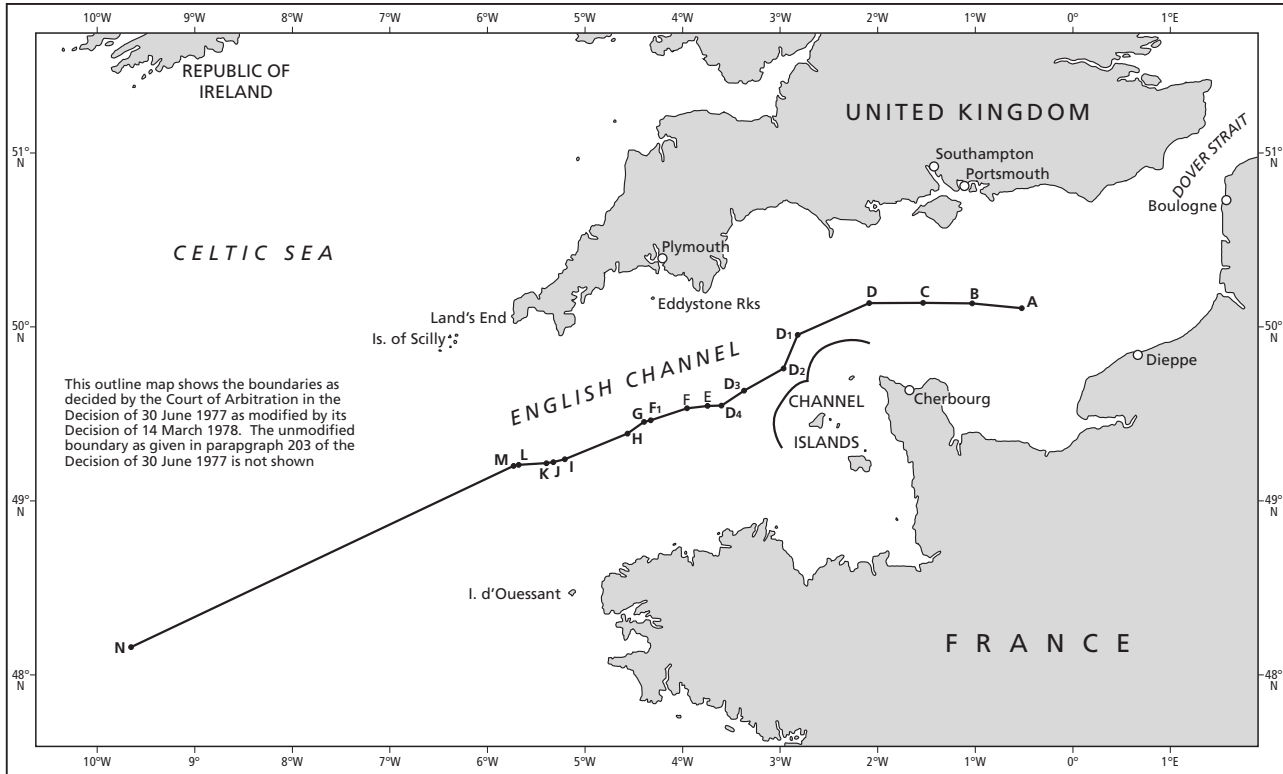 10°W 9°W 8°W 7°W 6°W 5°W 4°W 3°W 2°W 1°W 0° 1°E
REPUBLIC OF
IRELAND
UNITED KINGDOM
51°
N
51°
N
DOVER STRAIT
Southampton
Portsmouth
Boulogne
CELTIC SEA
Plymouth
Eddystone Rks
Land's End
Is. of Scilly
50°
N
50°
N
D C B A
D1
D2
D3
D4
E
F
F1
G
H
I
J
K
L
M
N
ENGLISH CHANNEL
Dieppe
Cherbourg
CHANNEL
ISLANDS
This outline map shows the boundaries as
decided by the Court of Arbitration in the
Decision of 30 June 1977 as modified by its
Decision of 14 March 1978. The unmodified
boundary as given in parapgraph 203 of the
Decision of 30 June 1977 is not shown
49°
N
49°
N
I. d'Ouessant
FRANCE
48°
N
48°
N
10°W 9°W 8°W 7°W 6°W 5°W 4°W 3°W 2°W 1°W 0° 1°E